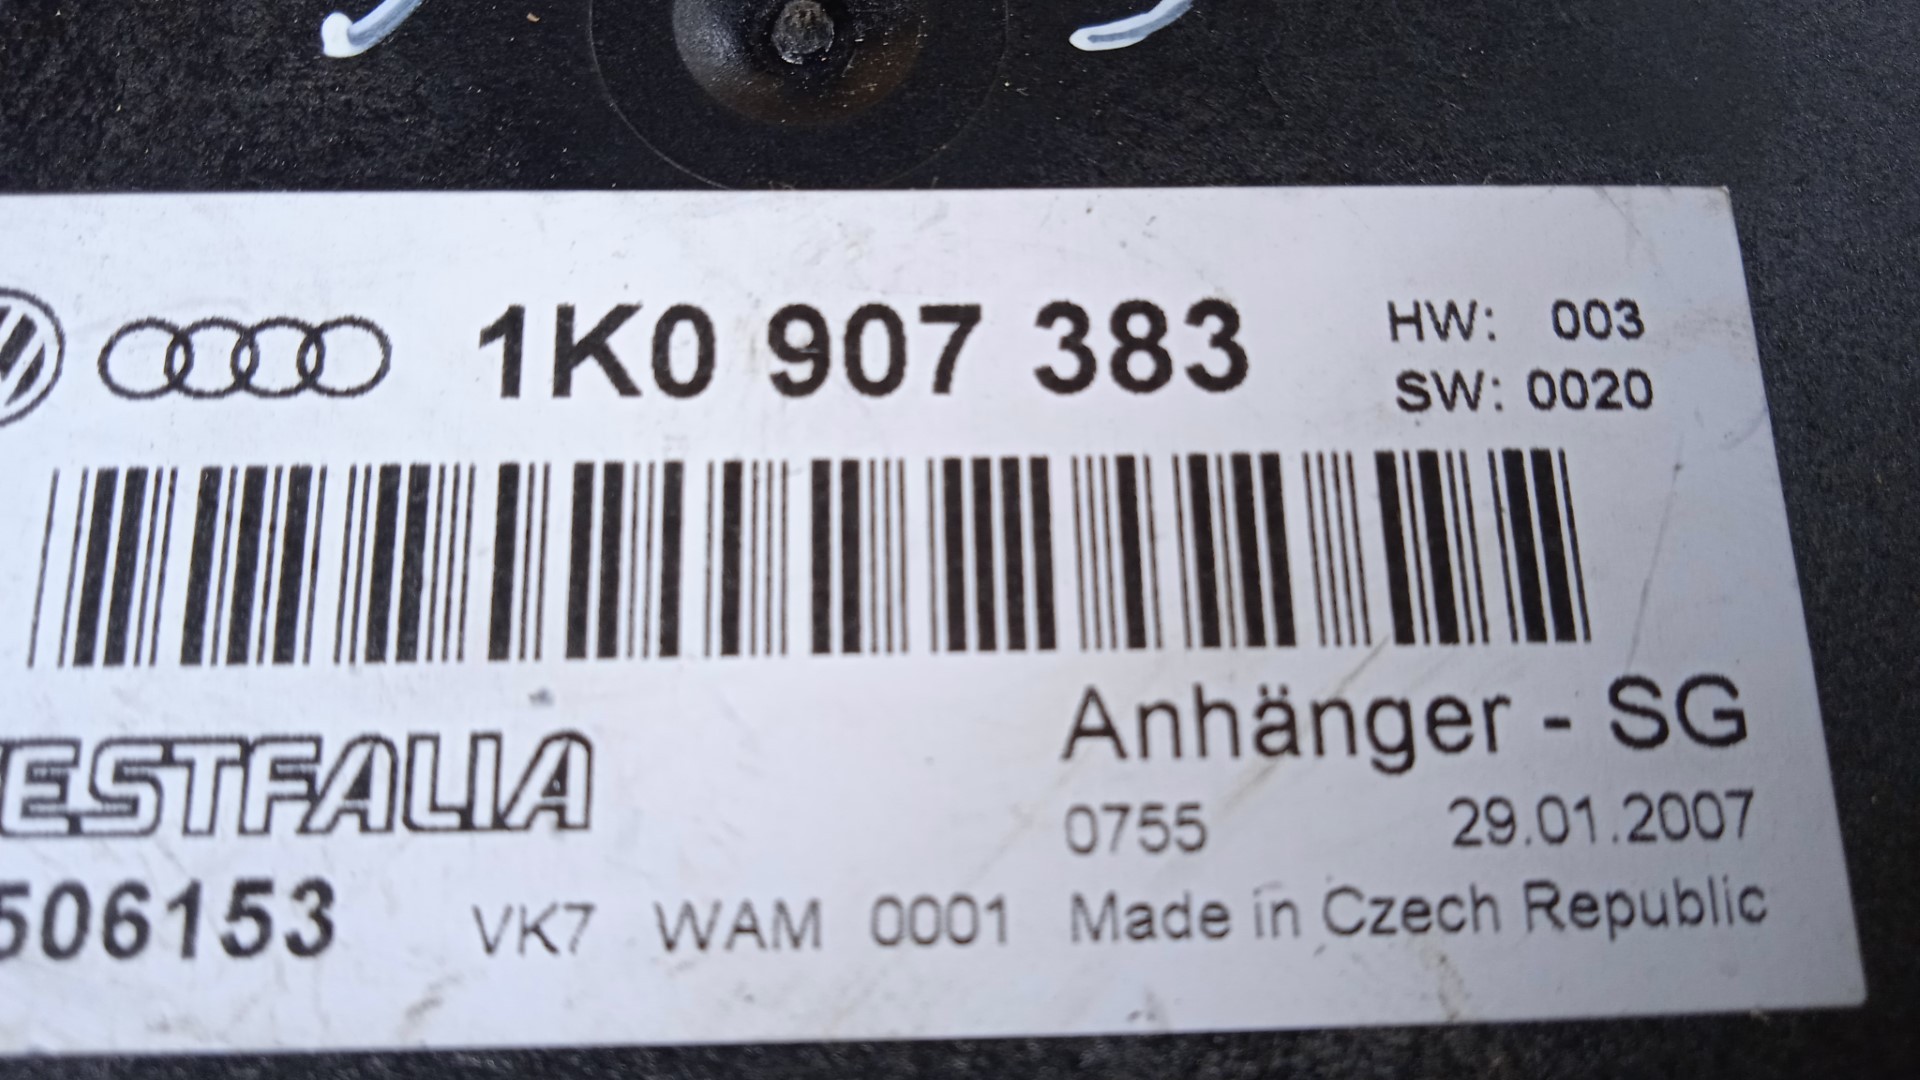 1K0 907 383
HW: 003
SW: 0020
ESTFALIA
Anhänger - SG
0755 29.01.2007
506153 VK7 WAM 0001 Made in Czech Republic